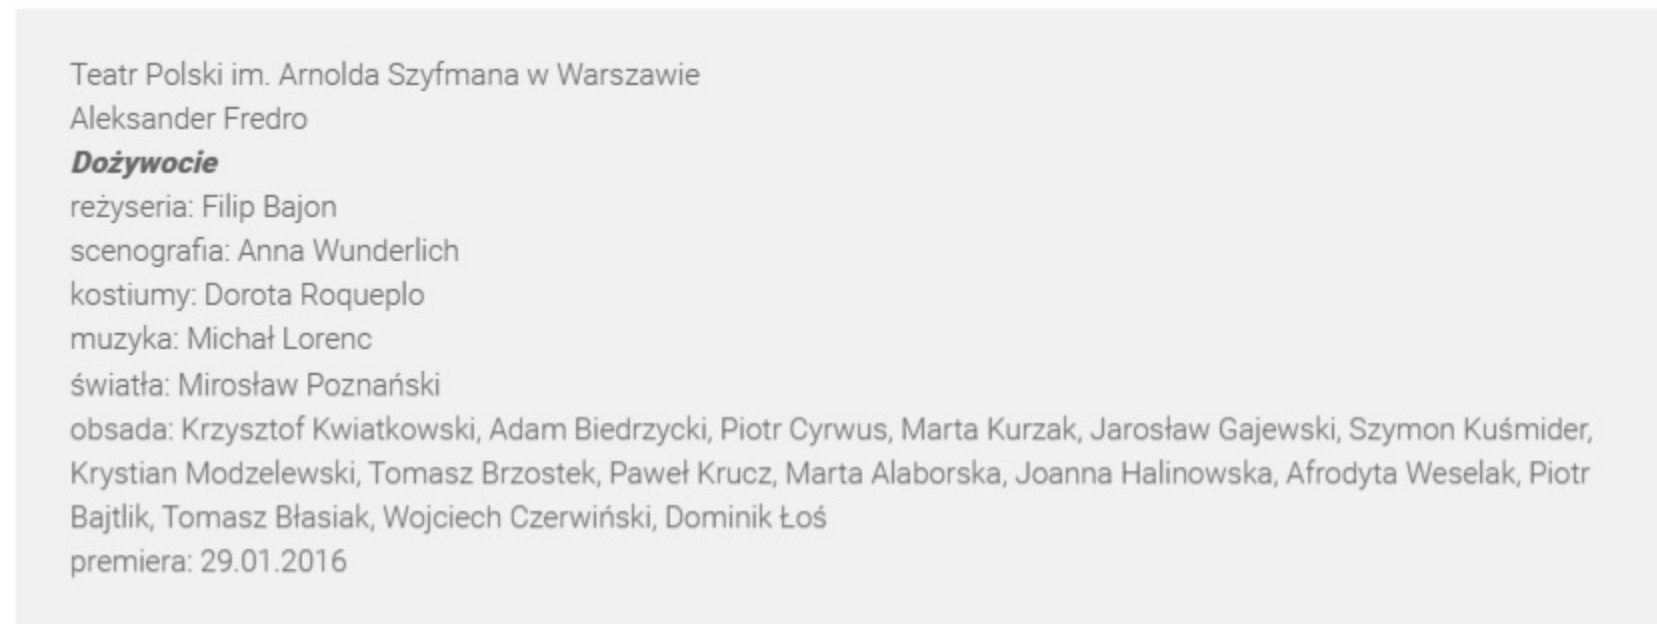 Teatr Polski im. Arnolda Szyfmana w Warszawie
Aleksander Fredro
Dożywocie
reżyseria: Filip Bajon
scenografia: Anna Wunderlich
kostiumy: Dorota Roqueplo
muzyka: Michał Lorenc
światła: Mirosław Poznański
obsada: Krzysztof Kwiatkowski, Adam Biedrzycki, Piotr Cyrwus, Marta Kurzak, Jarosław Gajewski, Szymon Kuśmider,
Krystian Modzelewski, Tomasz Brzostek, Paweł Krucz, Marta Alaborska, Joanna Halinowska, Afrodyta Weselak, Piotr
Bajtlik, Tomasz Błasiak, Wojciech Czerwiński, Dominik Łoś
premiera: 29.01.2016